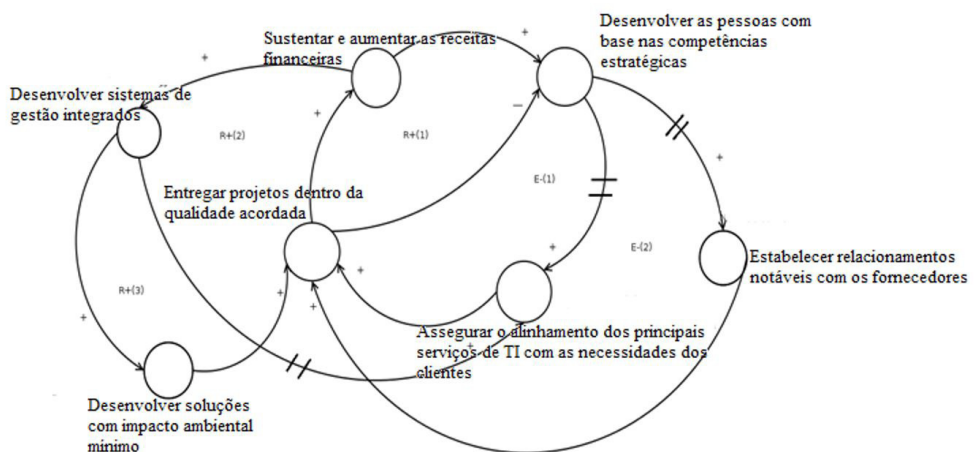 Sustentar e aumentar as receitas
financeiras
+
Desenvolver as pessoas com
base nas competências
estratégicas
+
Desenvolver sistemas de
gestão integrados
+
—
R+(2)
R+(1)
+
E-(1)
Entregar projetos dentro da
qualidade acordada
+
E-(2)
+
Estabelecer relacionamentos
notáveis com os fornecedores
R+(3)
+
+
+
+
Assegurar o alinhamento dos principais
serviços de TI com as necessidades dos
clientes
+
Desenvolver soluções
com impacto ambiental
mínimo